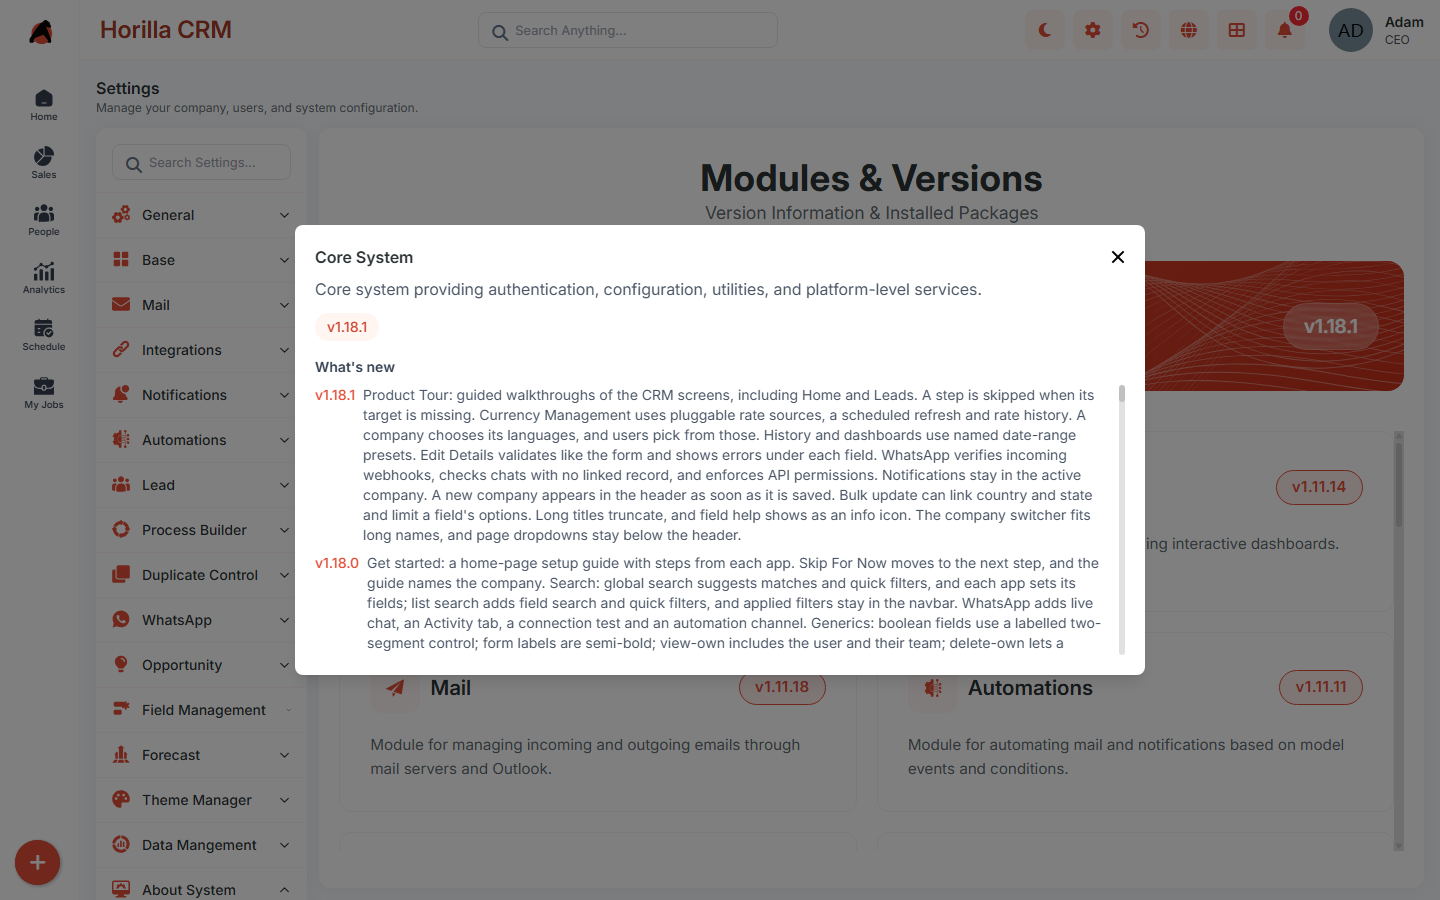 Horilla CRM
Search Anything...
0
AD
Adam
CEO
Home
Sales
People
Analytics
Schedule
My Jobs
Settings
Manage your company, users, and system configuration.
Search Settings...
General
Base
Mail
Integrations
Notifications
Automations
Lead
Process Builder
Duplicate Control
WhatsApp
Opportunity
Field Management
Forecast
Theme Manager
Data Mangement
About System
Modules & Versions
Version Information & Installed Packages
v1.18.1
v1.11.14
ing interactive dashboards.
Core System
Core system providing authentication, configuration, utilities, and platform-level services.
v1.18.1
What's new
v1.18.1 Product Tour: guided walkthroughs of the CRM screens, including Home and Leads. A step is skipped when its
target is missing. Currency Management uses pluggable rate sources, a scheduled refresh and rate history. A
company chooses its languages, and users pick from those. History and dashboards use named date-range
presets. Edit Details validates like the form and shows errors under each field. WhatsApp verifies incoming
webhooks, checks chats with no linked record, and enforces API permissions. Notifications stay in the active
company. A new company appears in the header as soon as it is saved. Bulk update can link country and state
and limit a field's options. Long titles truncate, and field help shows as an info icon. The company switcher fits
long names, and page dropdowns stay below the header.
v1.18.0 Get started: a home-page setup guide with steps from each app. Skip For Now moves to the next step, and the
guide names the company. Search: global search suggests matches and quick filters, and each app sets its
fields; list search adds field search and quick filters, and applied filters stay in the navbar. WhatsApp adds live
chat, an Activity tab, a connection test and an automation channel. Generics: boolean fields use a labelled two-
segment control; form labels are semi-bold; view-own includes the user and their team; delete-own lets a
Mail
v1.11.18
Module for managing incoming and outgoing emails through
mail servers and Outlook.
Automations
v1.11.11
Module for automating mail and notifications based on model
events and conditions.